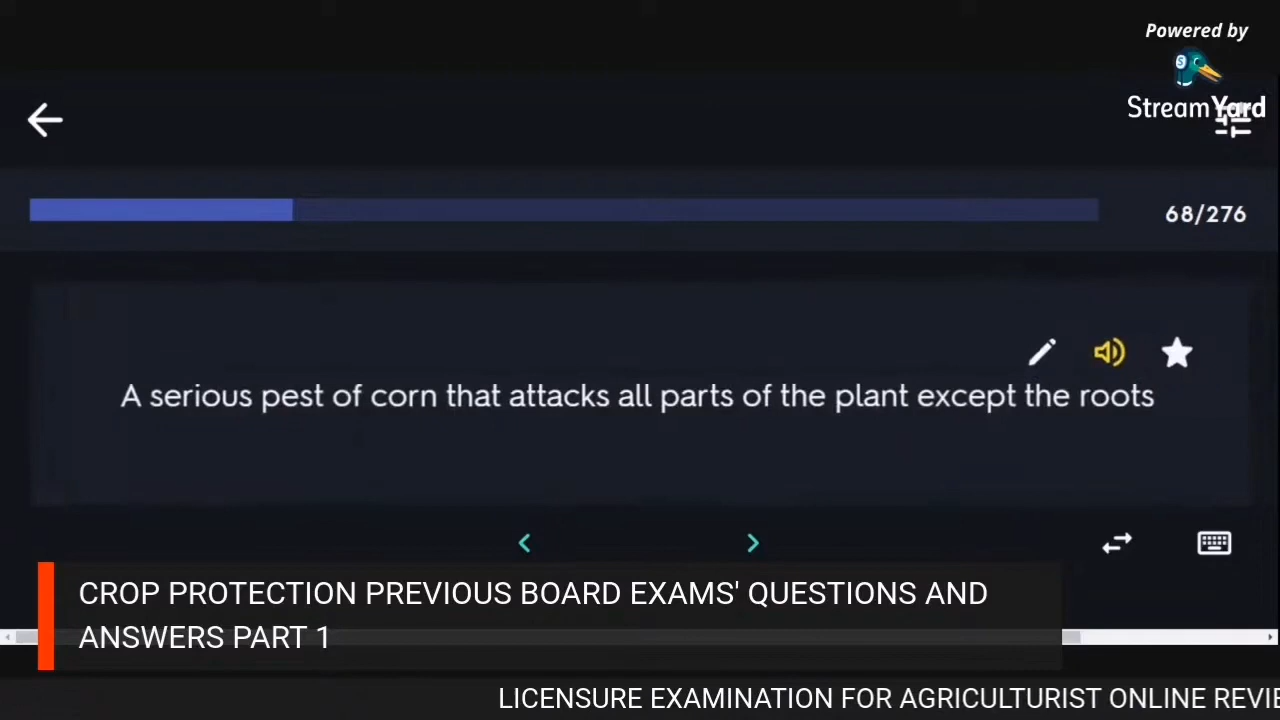 Powered by
StreamYard
68/276
A serious pest of corn that attacks all parts of the plant except the roots
CROP PROTECTION PREVIOUS BOARD EXAMS' QUESTIONS AND
ANSWERS PART 1
LICENSURE EXAMINATION FOR AGRICULTURIST ONLINE REVIE